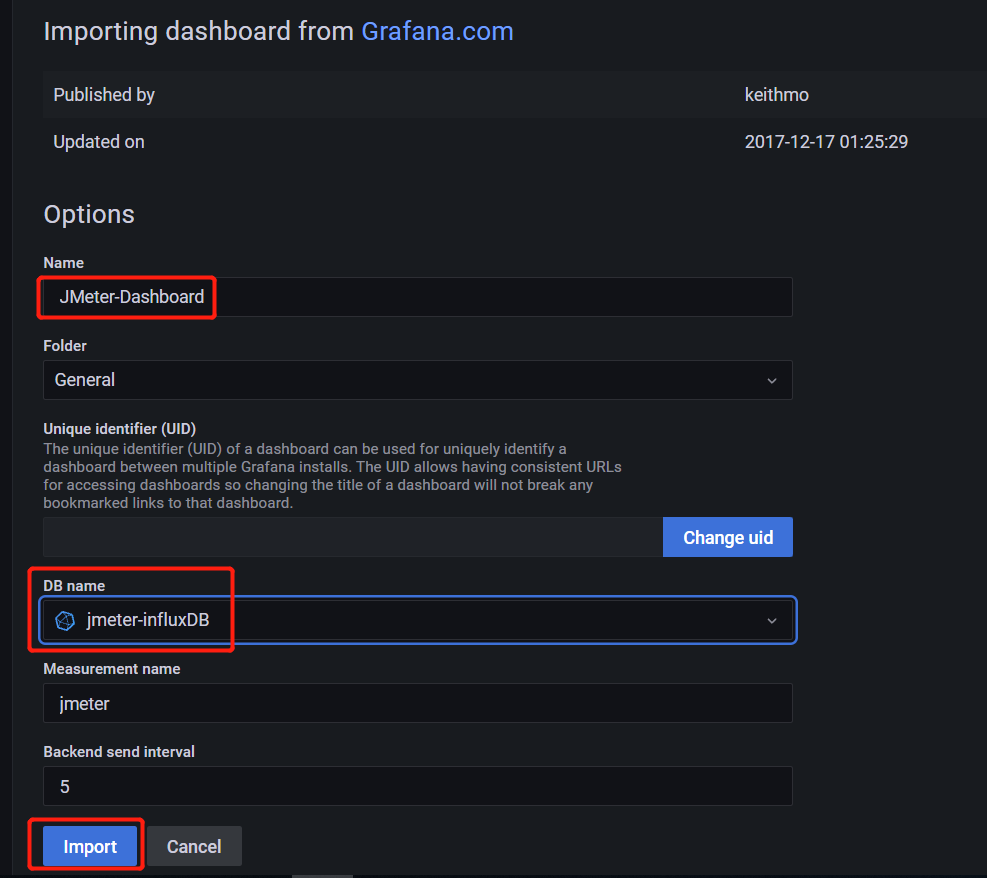 Importing dashboard from Grafana.com
Published by keithmo
Updated on 2017-12-17 01:25:29
Options
Name
JMeter-Dashboard
Folder
General
Unique identifier (UID)
The unique identifier (UID) of a dashboard can be used for uniquely identify a
dashboard between multiple Grafana installs. The UID allows having consistent URLs
for accessing dashboards so changing the title of a dashboard will not break any
bookmarked links to that dashboard.
Change uid
DB name
jmeter-influxDB
Measurement name
jmeter
Backend send interval
5
Import Cancel